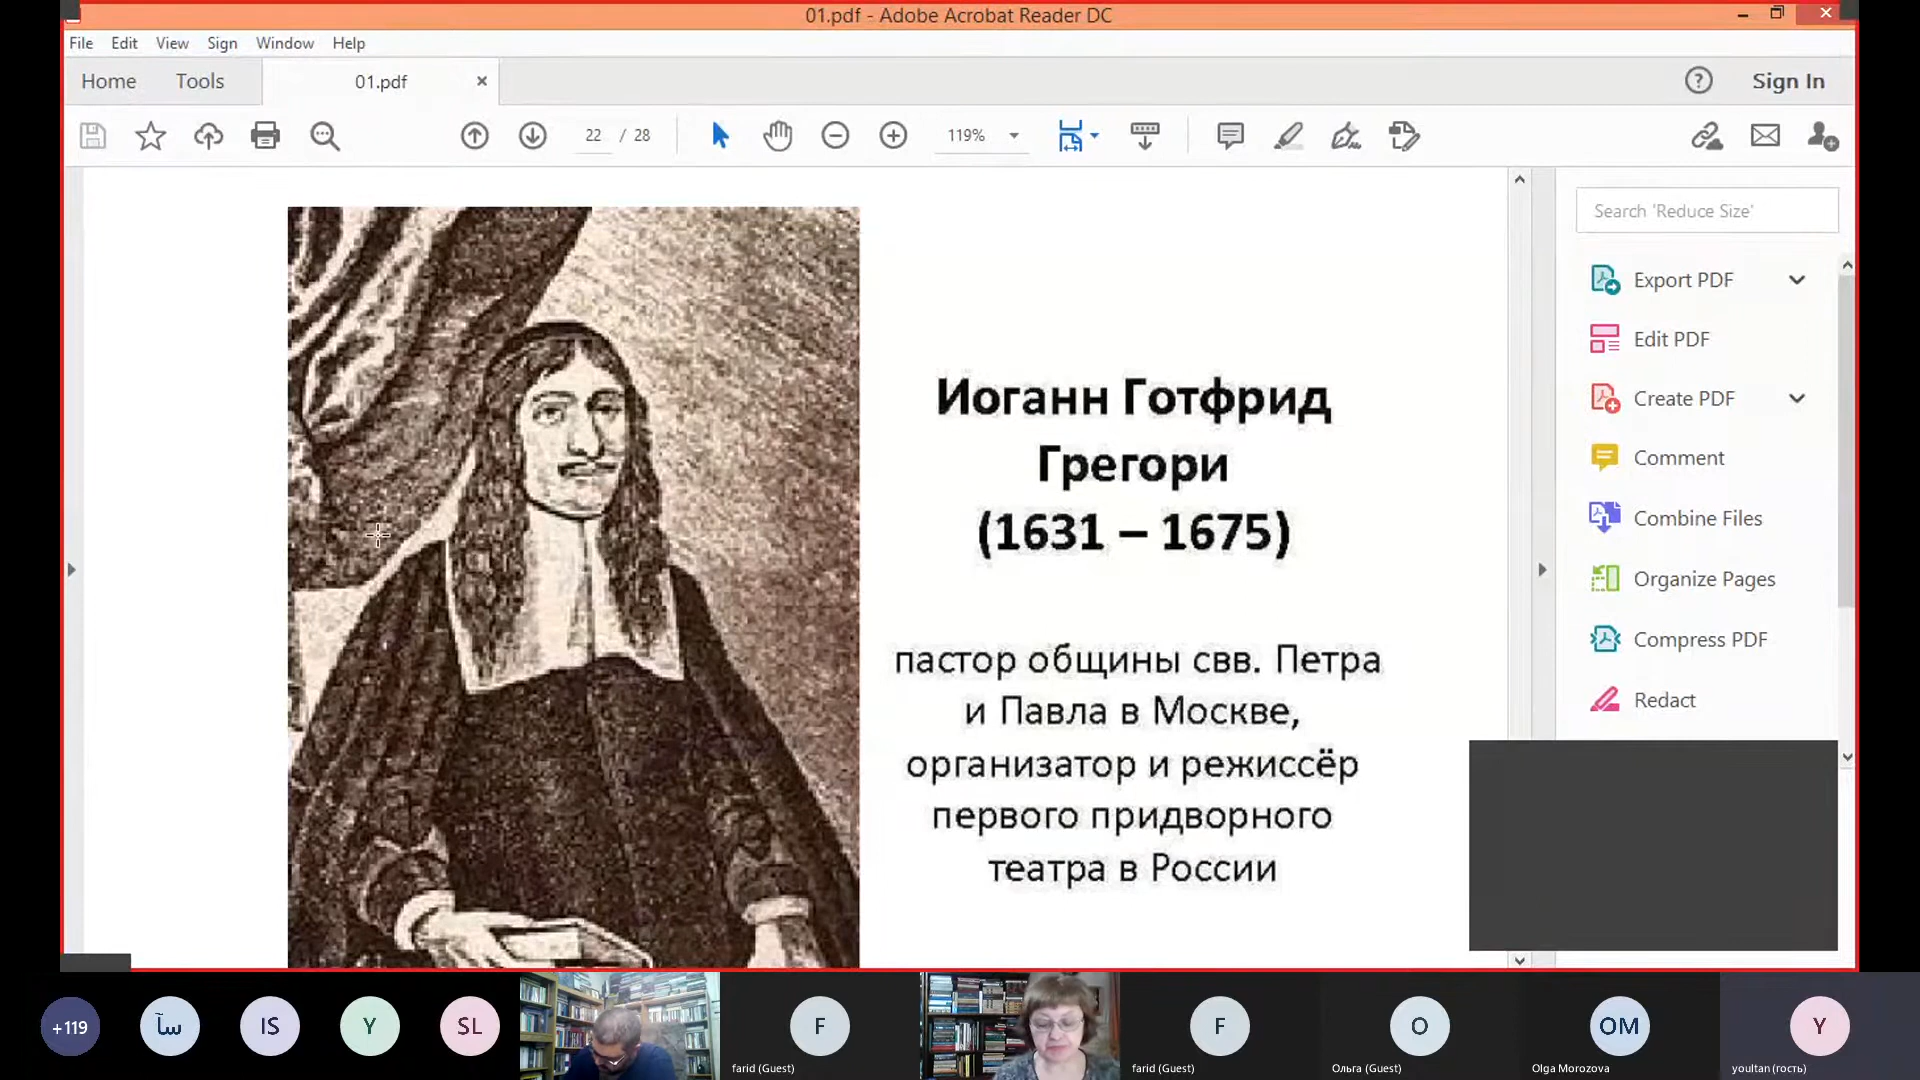 01.pdf - Adobe Acrobat Reader DC
File Edit View Sign Window Help
Home Tools 01.pdf Sign In
22 / 28 119%
Search 'Reduce Size'
Export PDF
Edit PDF
Create PDF
Comment
Combine Files
Organize Pages
Compress PDF
Redact
Иоганн Готфрид
Грегори
(1631 – 1675)
пастор общины свв. Петра
и Павла в Москве,
организатор и режиссёр
первого придворного
театра в России
+119 سآ IS Y SL F F O OM Y
farid (Guest) farid (Guest) Ольга (Guest) Olga Morozova youltan (гость)